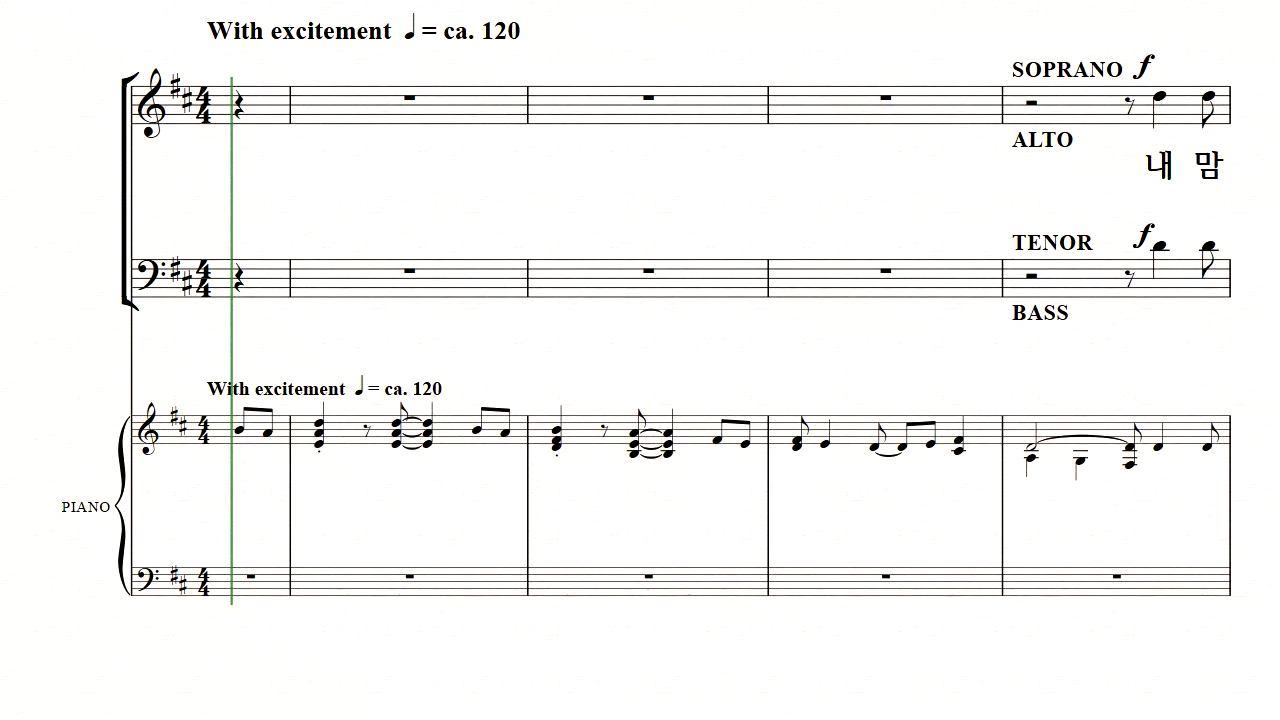 With excitement ♩ = ca. 120
SOPRANO f
ALTO
내 맘
TENOR f
BASS
With excitement ♩ = ca. 120
PIANO